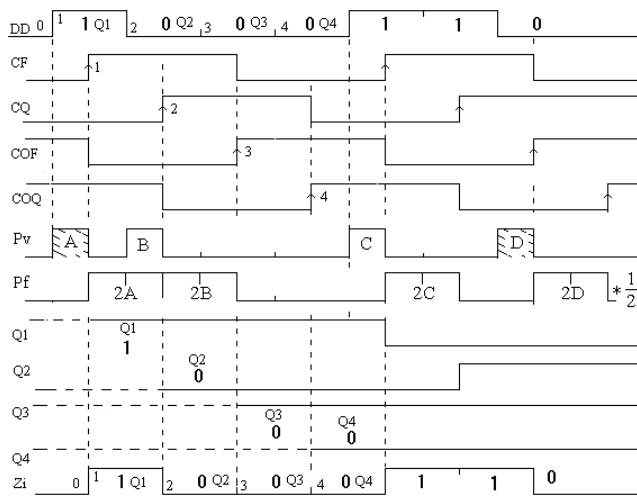 DD 0 1 1 Q1 2 0 Q2 3 0 Q3 4 0 Q4 1 1 0
CF 1
CQ 2
COF 3
COQ 4
Pv A B C D
Pf 2A 2B 2C 2D * 1/2
Q1 Q1 1
Q2 Q2 0
Q3 Q3 0 Q4 0
Q4
Zi 0 1 1 Q1 2 0 Q2 3 0 Q3 4 0 Q4 1 1 0